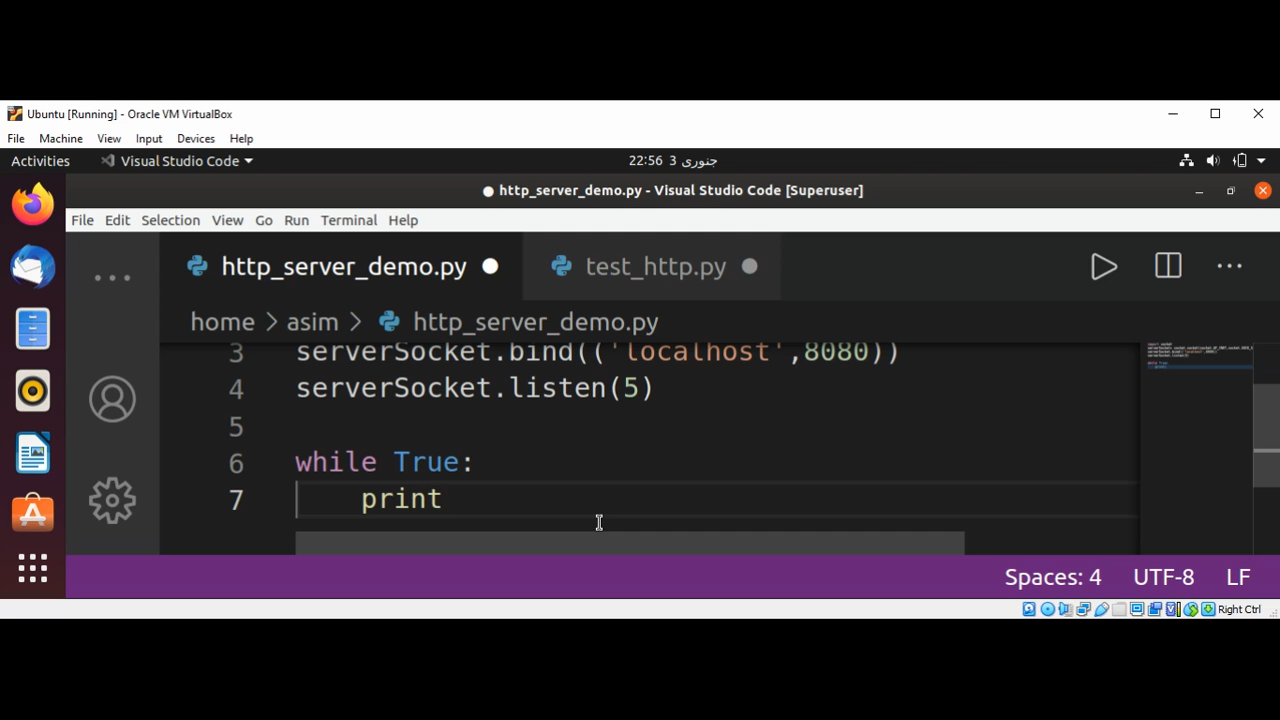 Ubuntu [Running] - Oracle VM VirtualBox
File Machine View Input Devices Help
Activities Visual Studio Code 22:56 3 جنوری
● http_server_demo.py - Visual Studio Code [Superuser]
File Edit Selection View Go Run Terminal Help
http_server_demo.py test_http.py
home > asim > http_server_demo.py
3 serverSocket.bind(('localhost',8080))
4 serverSocket.listen(5)
5
6 while True:
7 print
Spaces: 4 UTF-8 LF
Right Ctrl